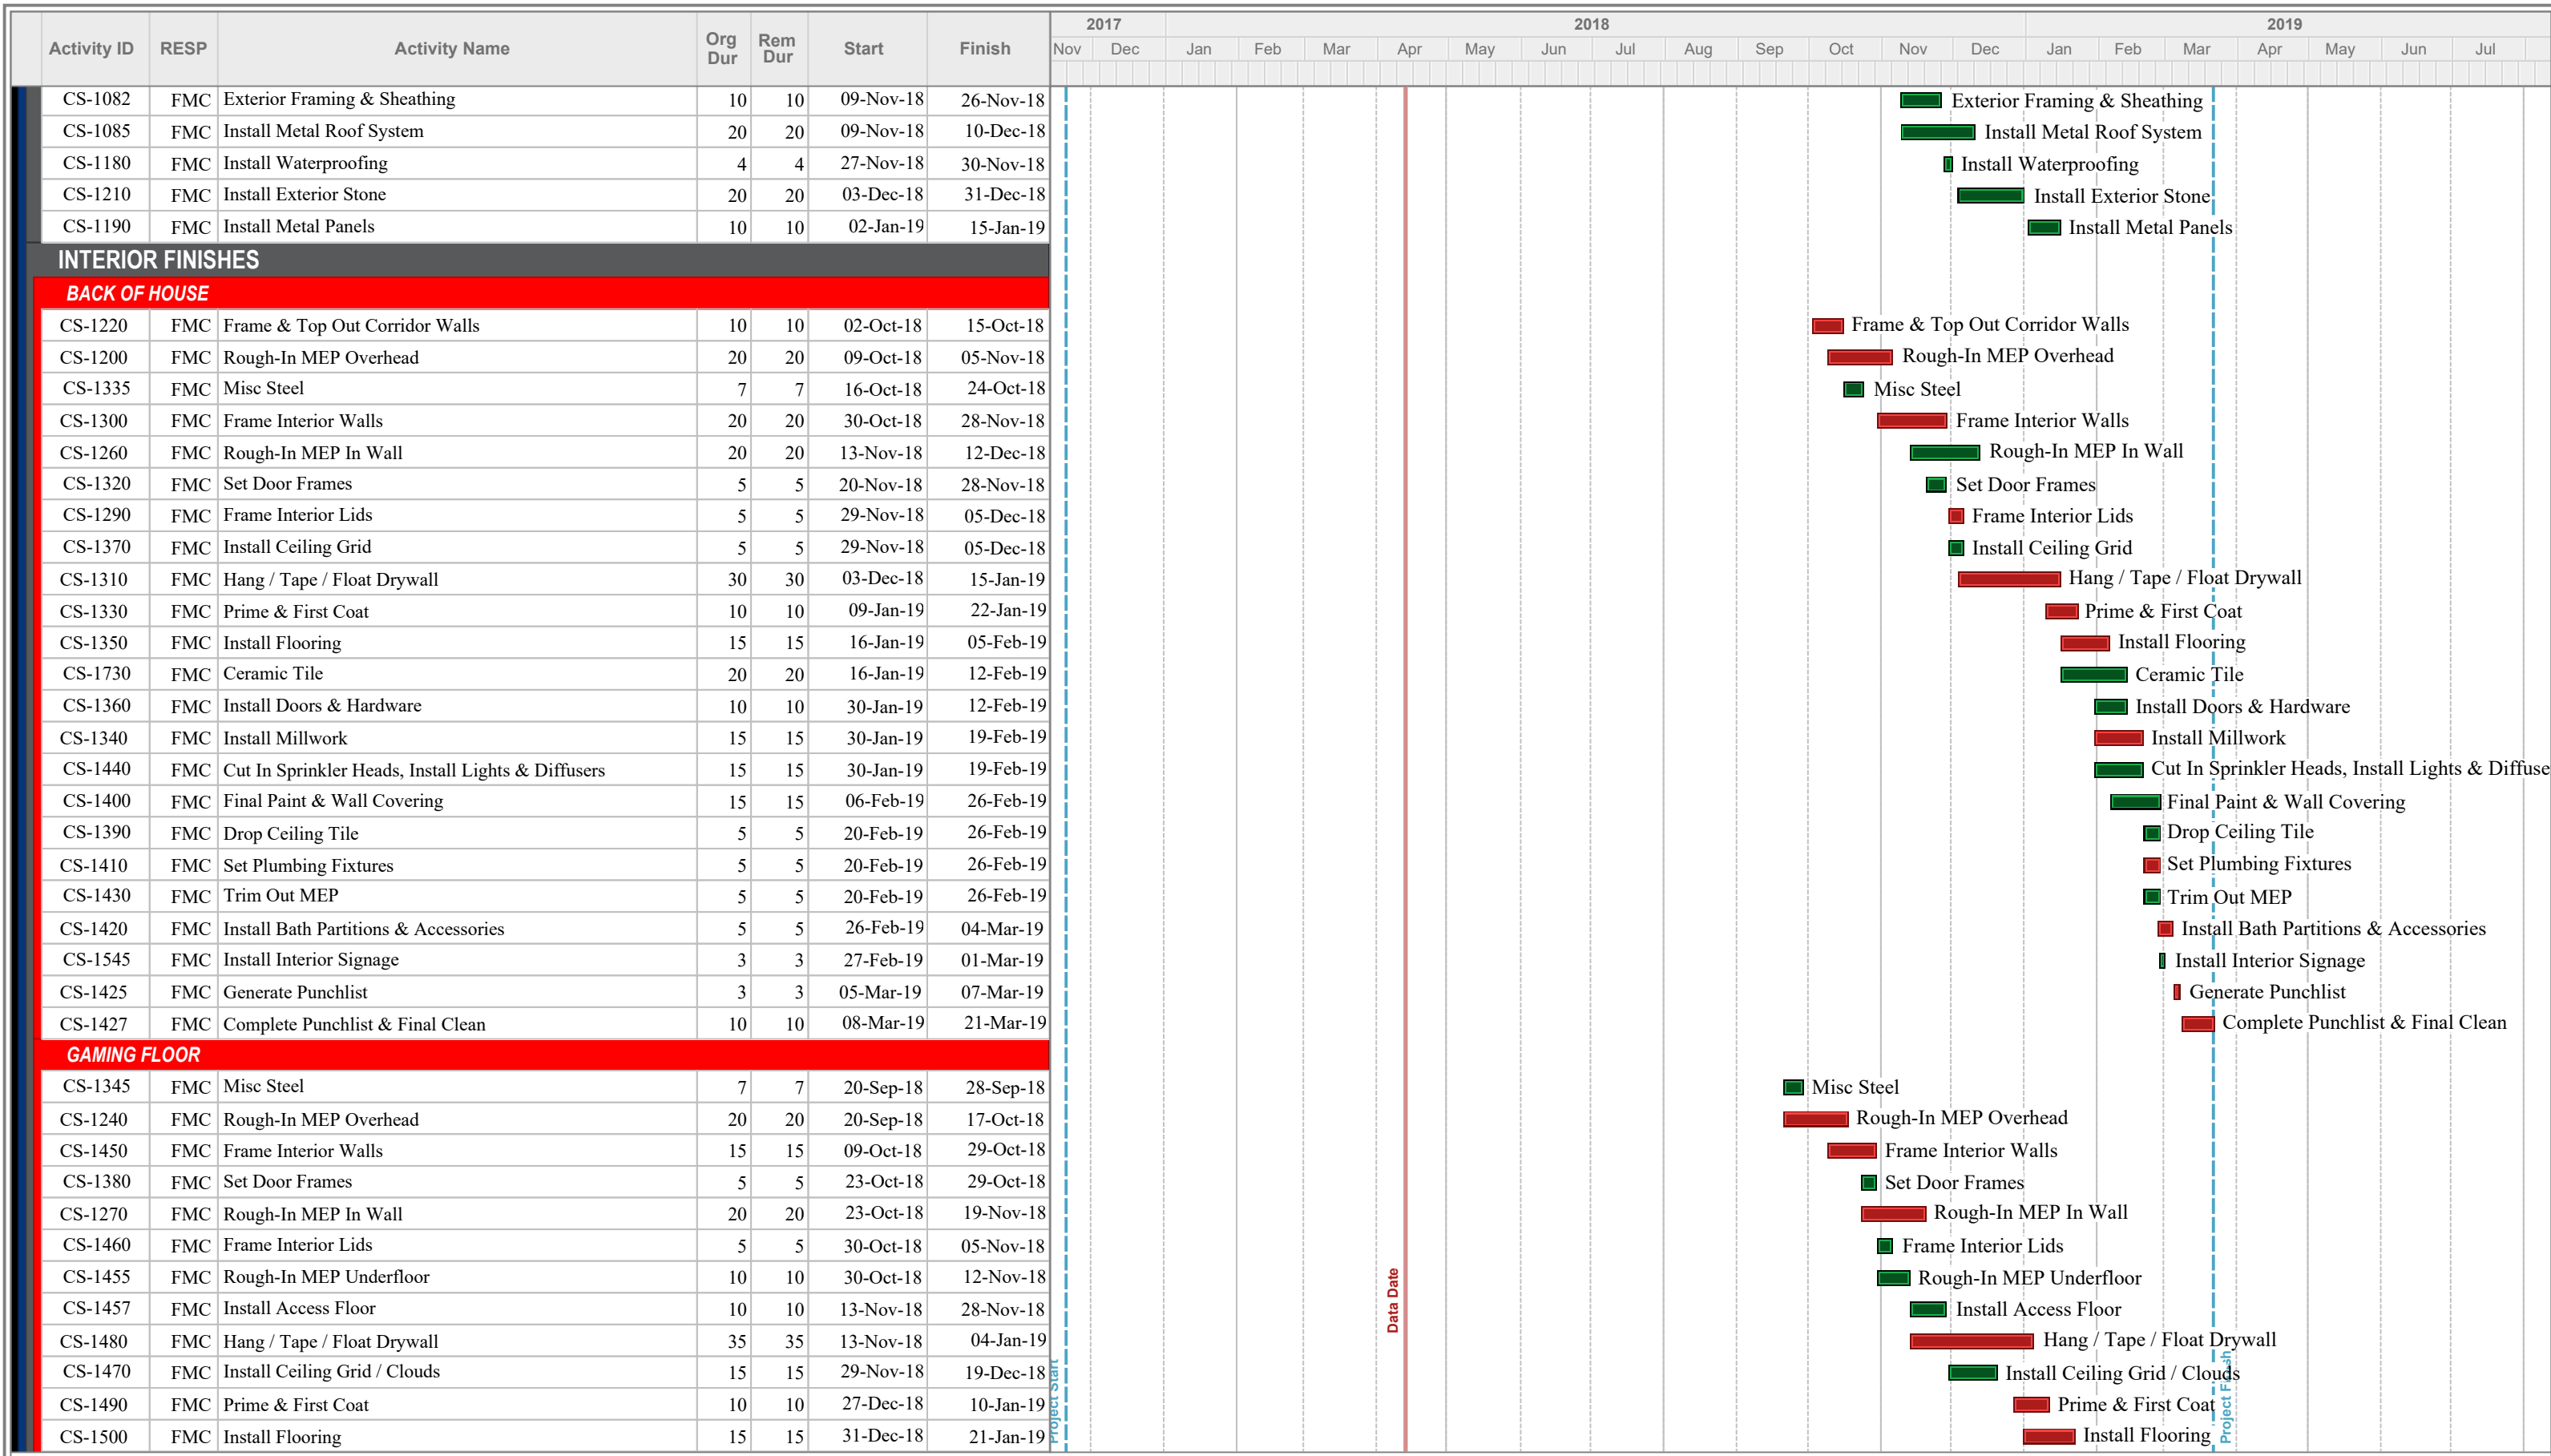 2017 2018 2019
Activity ID RESP Activity Name Org Dur Rem Dur Start Finish Nov Dec Jan Feb Mar Apr May Jun Jul Aug Sep Oct Nov Dec Jan Feb Mar Apr May Jun Jul
CS-1082 FMC Exterior Framing & Sheathing 10 10 09-Nov-18 26-Nov-18 Exterior Framing & Sheathing
CS-1085 FMC Install Metal Roof System 20 20 09-Nov-18 10-Dec-18 Install Metal Roof System
CS-1180 FMC Install Waterproofing 4 4 27-Nov-18 30-Nov-18 Install Waterproofing
CS-1210 FMC Install Exterior Stone 20 20 03-Dec-18 31-Dec-18 Install Exterior Stone
CS-1190 FMC Install Metal Panels 10 10 02-Jan-19 15-Jan-19 Install Metal Panels
INTERIOR FINISHES
BACK OF HOUSE
CS-1220 FMC Frame & Top Out Corridor Walls 10 10 02-Oct-18 15-Oct-18 Frame & Top Out Corridor Walls
CS-1200 FMC Rough-In MEP Overhead 20 20 09-Oct-18 05-Nov-18 Rough-In MEP Overhead
CS-1335 FMC Misc Steel 7 7 16-Oct-18 24-Oct-18 Misc Steel
CS-1300 FMC Frame Interior Walls 20 20 30-Oct-18 28-Nov-18 Frame Interior Walls
CS-1260 FMC Rough-In MEP In Wall 20 20 13-Nov-18 12-Dec-18 Rough-In MEP In Wall
CS-1320 FMC Set Door Frames 5 5 20-Nov-18 28-Nov-18 Set Door Frames
CS-1290 FMC Frame Interior Lids 5 5 29-Nov-18 05-Dec-18 Frame Interior Lids
CS-1370 FMC Install Ceiling Grid 5 5 29-Nov-18 05-Dec-18 Install Ceiling Grid
CS-1310 FMC Hang / Tape / Float Drywall 30 30 03-Dec-18 15-Jan-19 Hang / Tape / Float Drywall
CS-1330 FMC Prime & First Coat 10 10 09-Jan-19 22-Jan-19 Prime & First Coat
CS-1350 FMC Install Flooring 15 15 16-Jan-19 05-Feb-19 Install Flooring
CS-1730 FMC Ceramic Tile 20 20 16-Jan-19 12-Feb-19 Ceramic Tile
CS-1360 FMC Install Doors & Hardware 10 10 30-Jan-19 12-Feb-19 Install Doors & Hardware
CS-1340 FMC Install Millwork 15 15 30-Jan-19 19-Feb-19 Install Millwork
CS-1440 FMC Cut In Sprinkler Heads, Install Lights & Diffusers 15 15 30-Jan-19 19-Feb-19 Cut In Sprinkler Heads, Install Lights & Diffuse
CS-1400 FMC Final Paint & Wall Covering 15 15 06-Feb-19 26-Feb-19 Final Paint & Wall Covering
CS-1390 FMC Drop Ceiling Tile 5 5 20-Feb-19 26-Feb-19 Drop Ceiling Tile
CS-1410 FMC Set Plumbing Fixtures 5 5 20-Feb-19 26-Feb-19 Set Plumbing Fixtures
CS-1430 FMC Trim Out MEP 5 5 20-Feb-19 26-Feb-19 Trim Out MEP
CS-1420 FMC Install Bath Partitions & Accessories 5 5 26-Feb-19 04-Mar-19 Install Bath Partitions & Accessories
CS-1545 FMC Install Interior Signage 3 3 27-Feb-19 01-Mar-19 Install Interior Signage
CS-1425 FMC Generate Punchlist 3 3 05-Mar-19 07-Mar-19 Generate Punchlist
CS-1427 FMC Complete Punchlist & Final Clean 10 10 08-Mar-19 21-Mar-19 Complete Punchlist & Final Clean
GAMING FLOOR
CS-1345 FMC Misc Steel 7 7 20-Sep-18 28-Sep-18 Misc Steel
CS-1240 FMC Rough-In MEP Overhead 20 20 20-Sep-18 17-Oct-18 Rough-In MEP Overhead
CS-1450 FMC Frame Interior Walls 15 15 09-Oct-18 29-Oct-18 Frame Interior Walls
CS-1380 FMC Set Door Frames 5 5 23-Oct-18 29-Oct-18 Set Door Frames
CS-1270 FMC Rough-In MEP In Wall 20 20 23-Oct-18 19-Nov-18 Rough-In MEP In Wall
CS-1460 FMC Frame Interior Lids 5 5 30-Oct-18 05-Nov-18 Frame Interior Lids
CS-1455 FMC Rough-In MEP Underfloor 10 10 30-Oct-18 12-Nov-18 Rough-In MEP Underfloor
CS-1457 FMC Install Access Floor 10 10 13-Nov-18 28-Nov-18 Install Access Floor
CS-1480 FMC Hang / Tape / Float Drywall 35 35 13-Nov-18 04-Jan-19 Hang / Tape / Float Drywall
CS-1470 FMC Install Ceiling Grid / Clouds 15 15 29-Nov-18 19-Dec-18 Install Ceiling Grid / Clouds
CS-1490 FMC Prime & First Coat 10 10 27-Dec-18 10-Jan-19 Prime & First Coat
CS-1500 FMC Install Flooring 15 15 31-Dec-18 21-Jan-19 Install Flooring
Project Start
Data Date
Project Finish